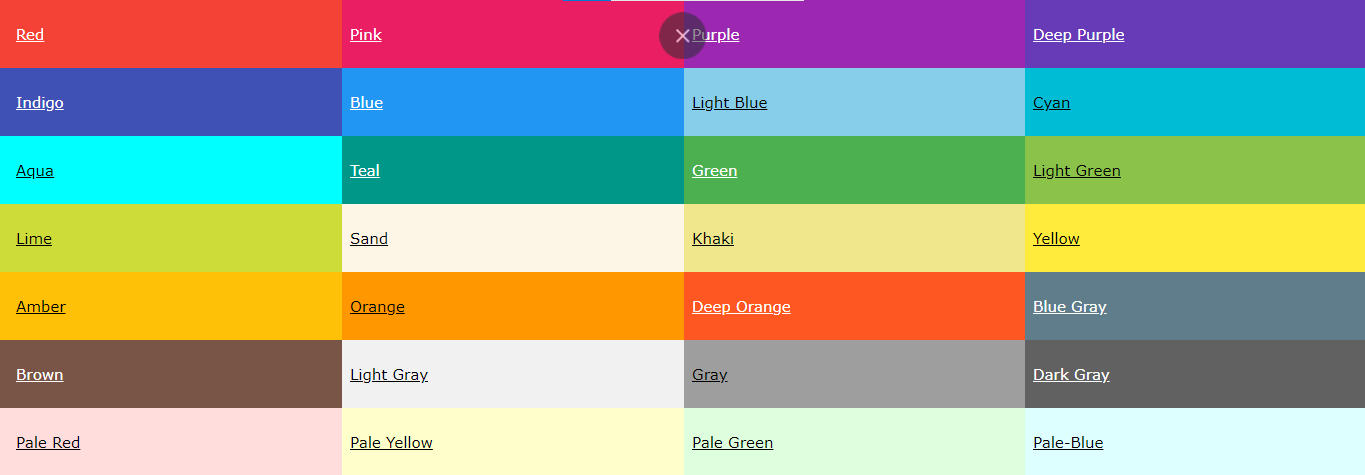 Red Pink Purple Deep Purple
Indigo Blue Light Blue Cyan
Aqua Teal Green Light Green
Lime Sand Khaki Yellow
Amber Orange Deep Orange Blue Gray
Brown Light Gray Gray Dark Gray
Pale Red Pale Yellow Pale Green Pale-Blue